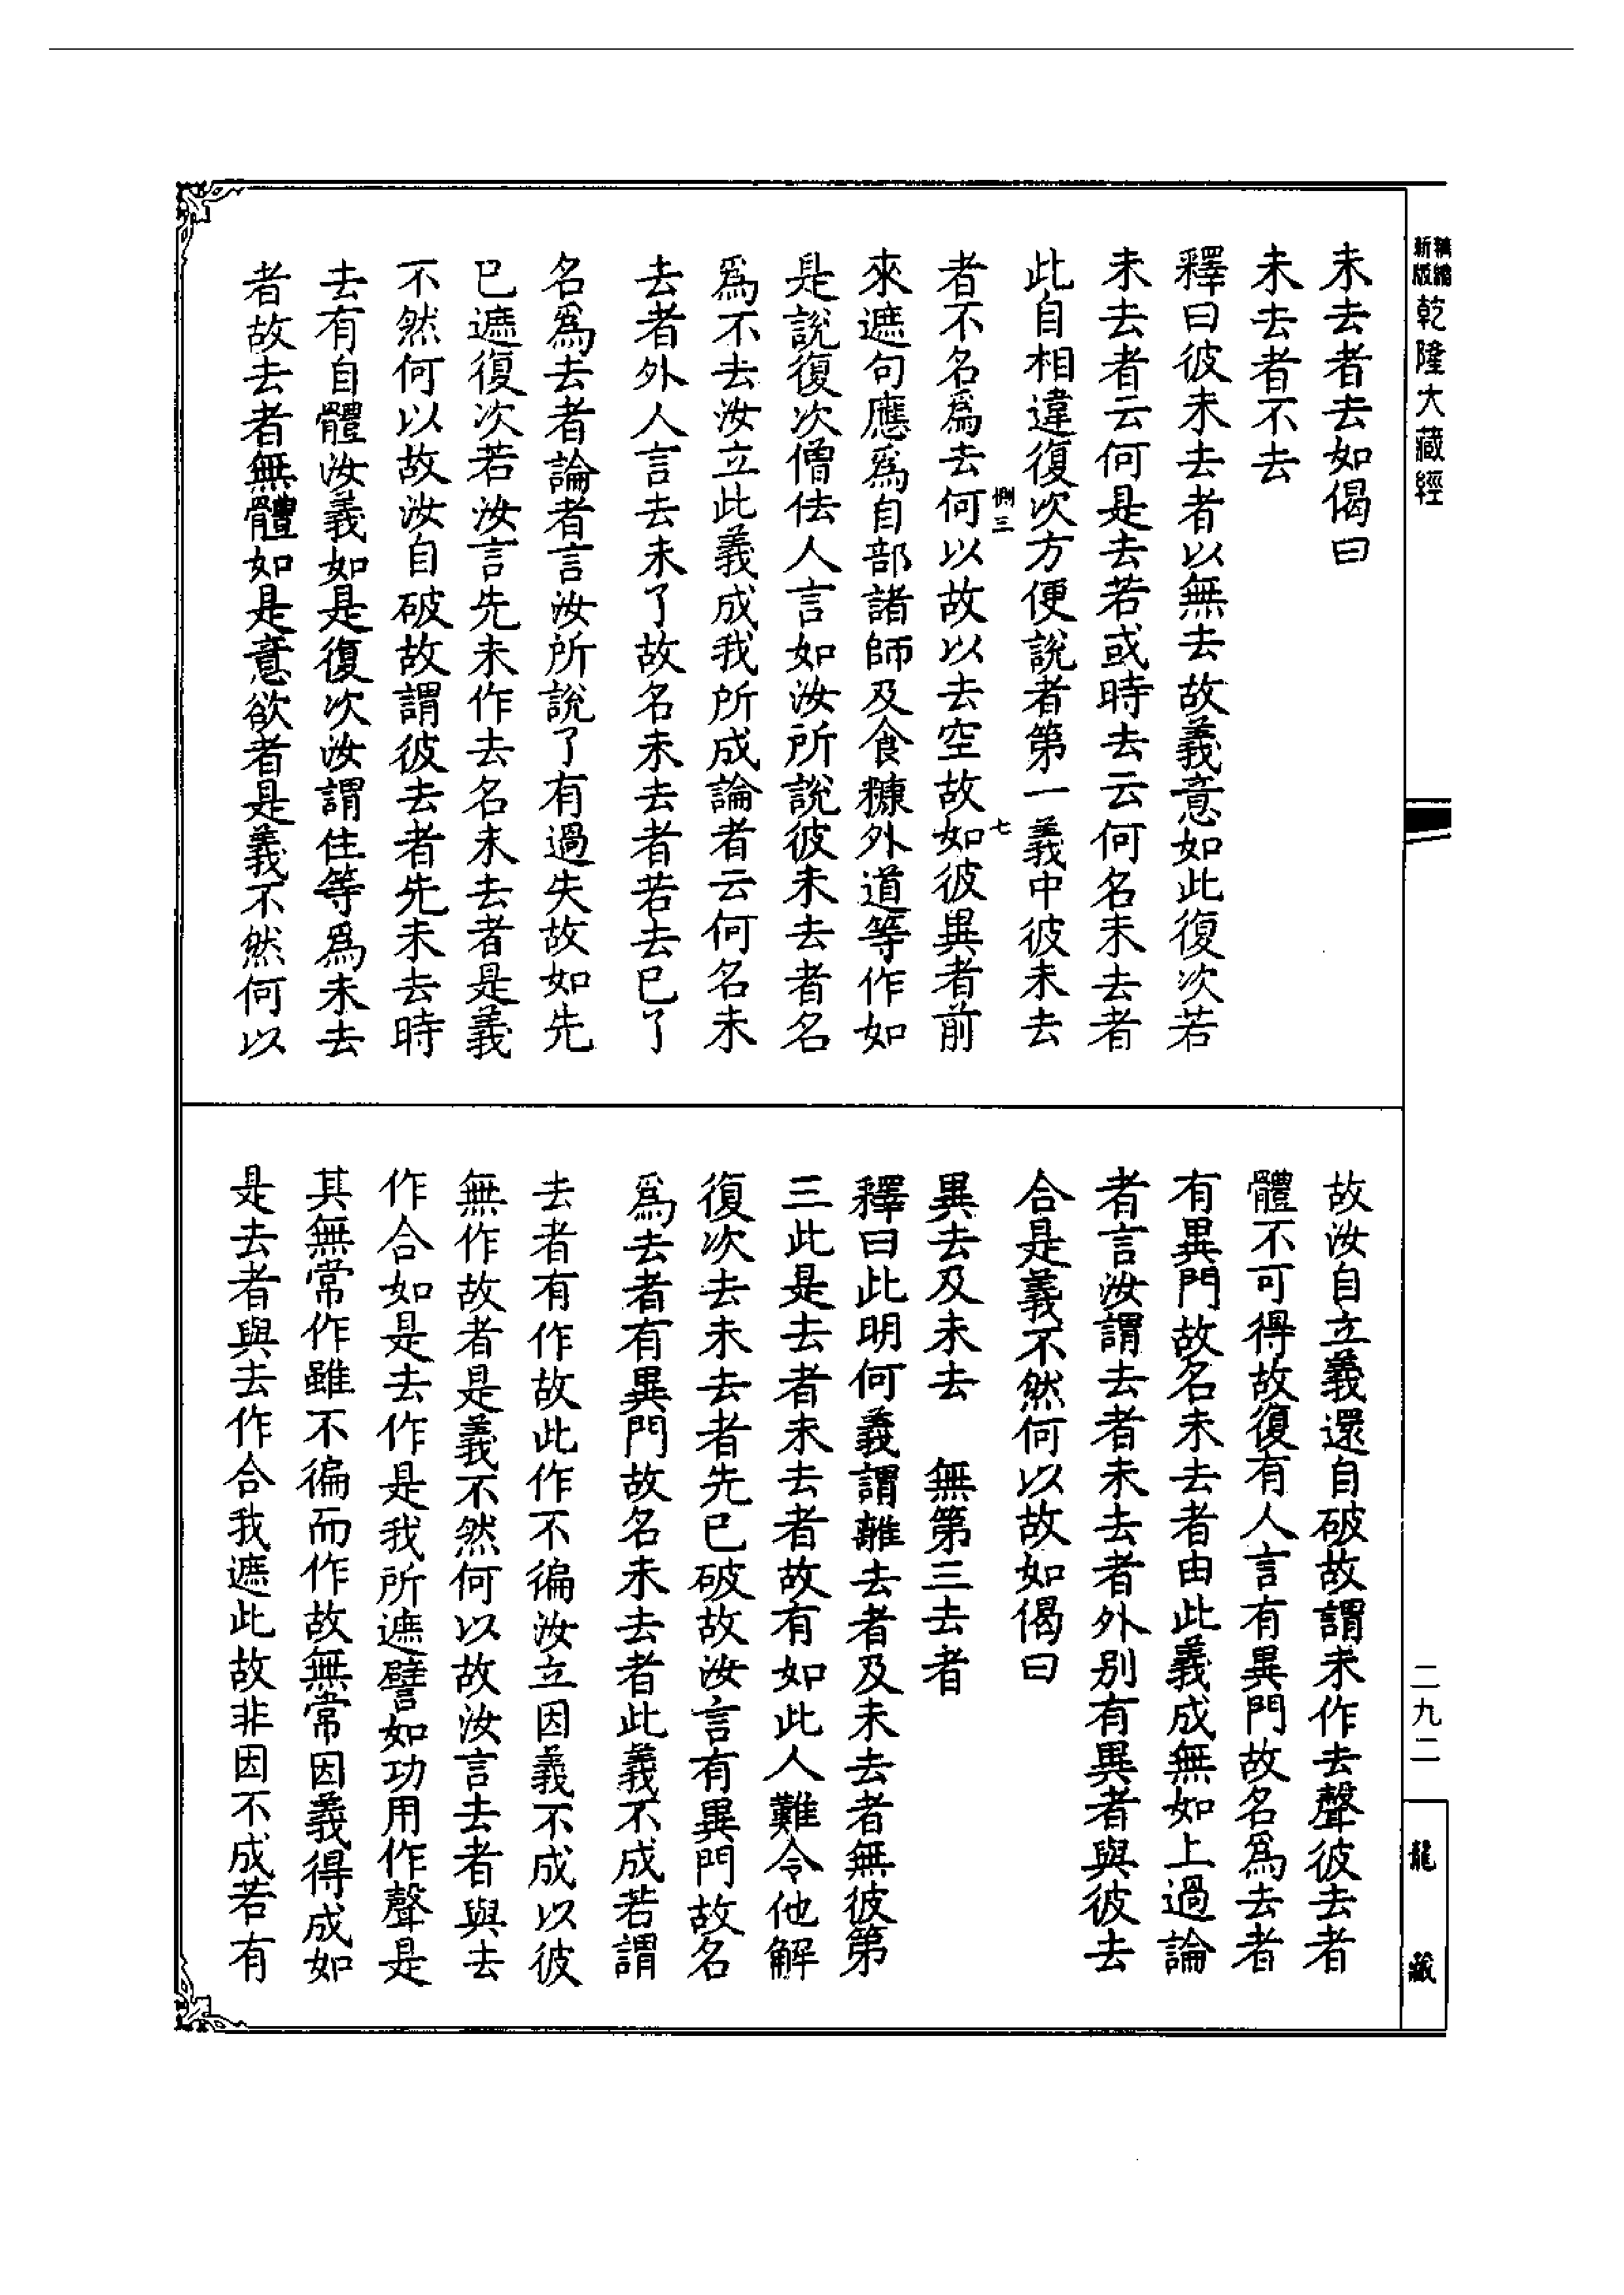 新版精編乾隆大藏經
未去者去如偈曰
未去者不去
釋曰彼未去者以無去故義意如此復次若
未去者云何是去若或時去云何名未去者
此自相違復次方便說者第一義中彼未去
惻三 七
者不名爲去何以故以去空故如彼異者前
來遮句應爲自部諸師及食糠外道等作如
是說復次僧佉人言如汝所說彼未去者名
爲不去汝立此義成我所成論者云何名未
去者外人言去未了故名未去者若去已了
名爲去者論者言汝所說了有過失故如先
已遮復次若汝言先未作去名未去者是義
不然何以故汝自破故謂彼去者先未去時
去有自體汝義如是復次汝謂住等爲未去
者故去者無體如是意欲者是義不然何以
故汝自立義還自破故謂未作去聲彼去者
體不可得故復有人言有異門故名爲去者
有異門故名未去者由此義成無如上過論
者言汝謂去者未去者外別有異者與彼去
合是義不然何以故如偈曰
異去及未去 無第三去者
釋曰此明何義謂離去者及未去者無彼第
三此是去者未去者故有如此人難令他解
復次去未去者先已破故汝言有異門故名
爲去者有異門故名未去者此義不成若謂
去者有作故此作不徧汝立因義不成以彼
無作故者是義不然何以故汝言去者與去
作合如是去作是我所遮譬如功用作聲是
其無常作雖不徧而作故無常因義得成如
是去者與去作合我遮此故非因不成若有
二九二
龍藏